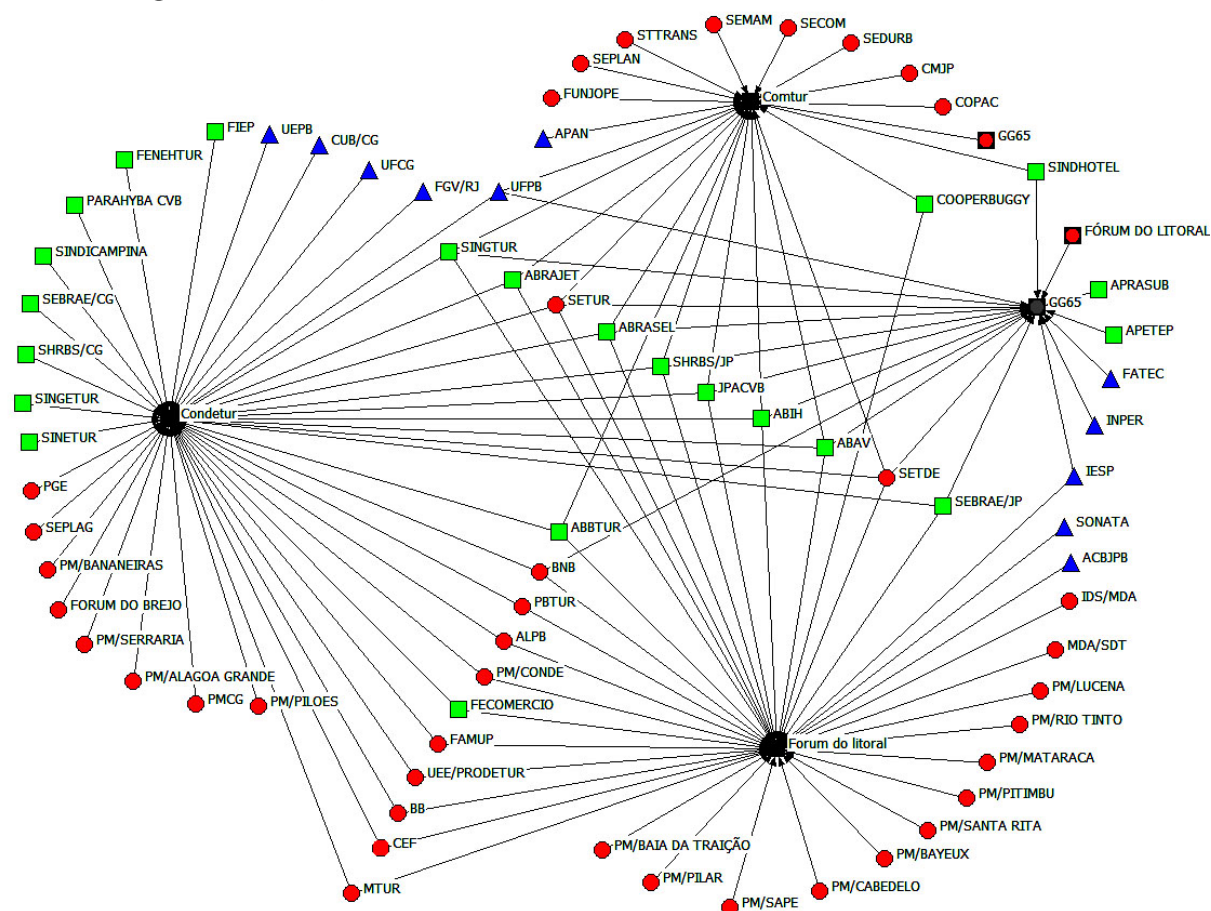 SEMAM
SECOM
STTRANS
SEDURB
SEPLAN
CMJP
FUNJOPE
Comtur
COPAC
FIEP
UEPB
APAN
GG65
CUB/CG
FENEHTUR
UFCG
SINDHOTEL
FGV/RJ
UFPB
PARAHYBA CVB
COOPERBUGGY
FÓRUM DO LITORAL
SINDICAMPINA
SINGTUR
ABRAJET
APRASUB
SEBRAE/CG
SETUR
GG65
ABRASEL
APETEP
SHRBS/CG
SHRBS/JP
FATEC
JPACVB
SINGETUR
Condetur
ABIH
INPER
SINETUR
ABAV
PGE
SETDE
IESP
SEBRAE/JP
SEPLAG
ABBTUR
SONATA
PM/BANANEIRAS
BNB
ACBJPB
FORUM DO BREJO
PBTUR
IDS/MDA
PM/SERRARIA
ALPB
MDA/SDT
PM/ALAGOA GRANDE
PM/CONDE
PM/LUCENA
PMCG
PM/PILOES
FECOMERCIO
PM/RIO TINTO
FAMUP
Forum do litoral
PM/MATARACA
UEE/PRODETUR
PM/PITIMBU
BB
PM/SANTA RITA
CEF
PM/BAIA DA TRAIÇÃO
PM/BAYEUX
MTUR
PM/PILAR
PM/CABEDELO
PM/SAPE